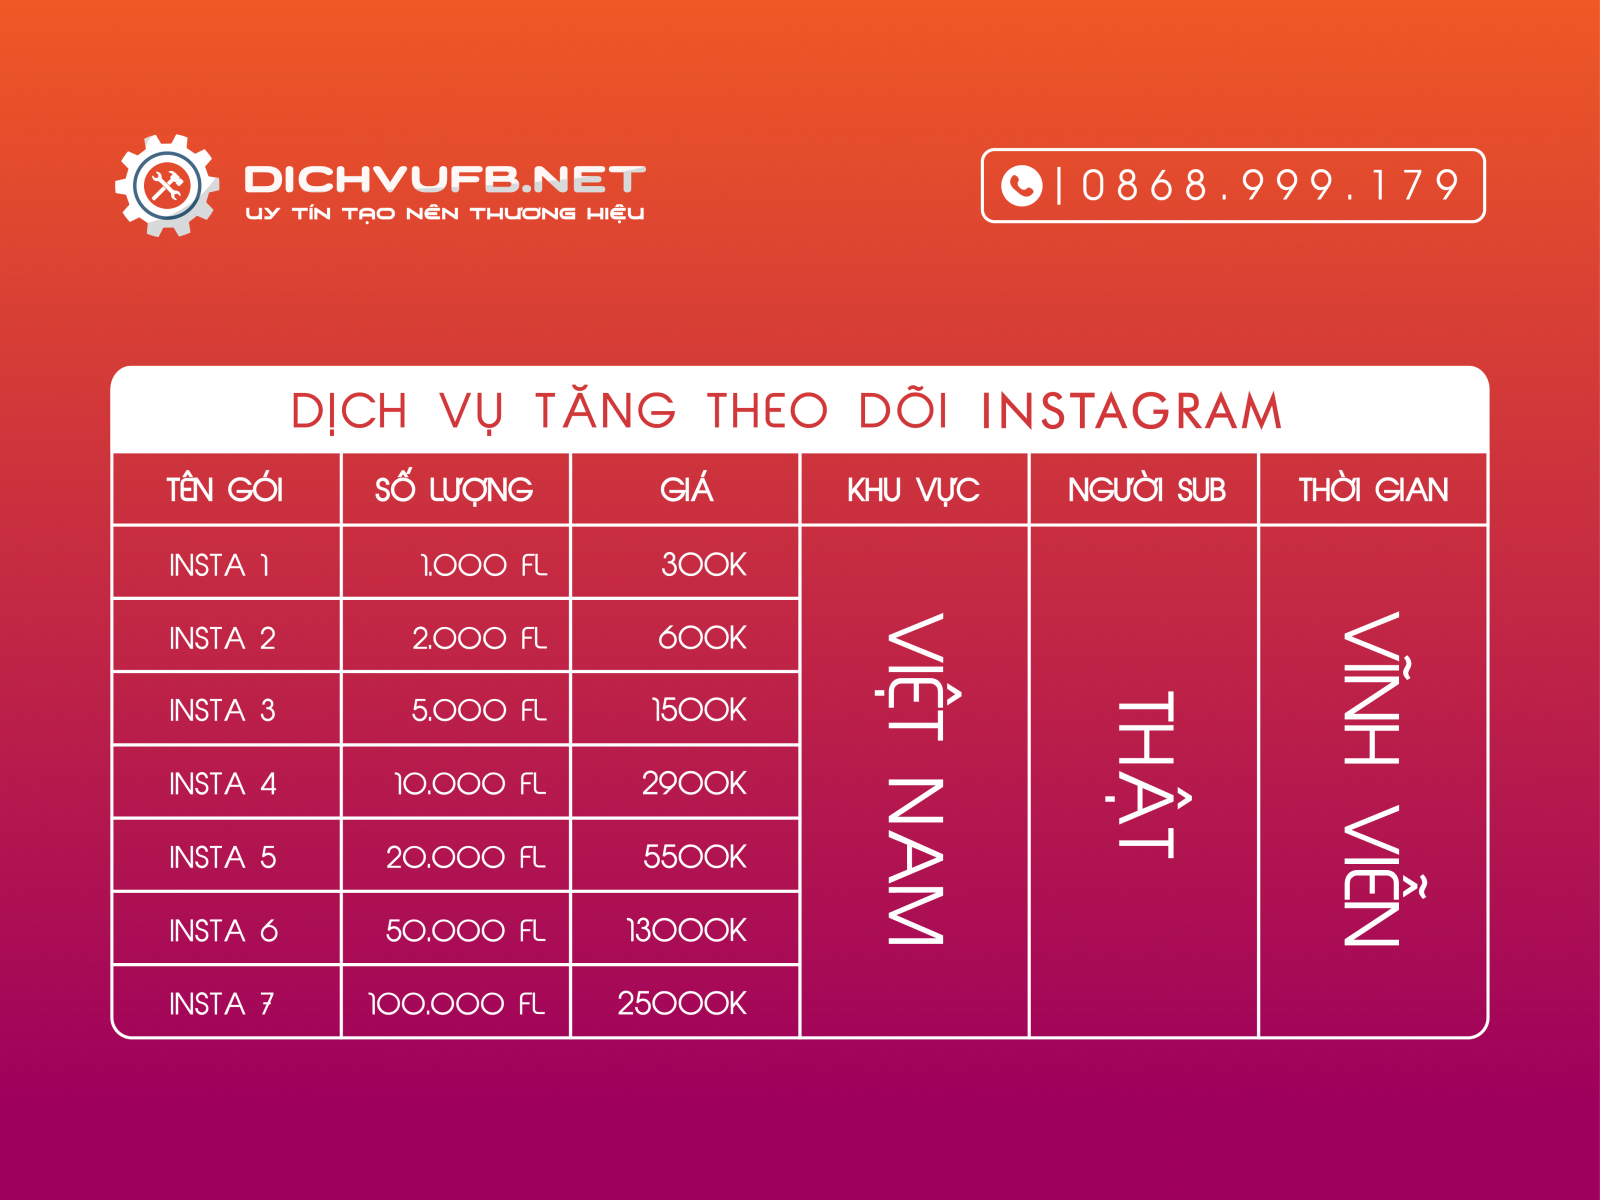 DICHVUFB.NET
UY TÍN TẠO NÊN THƯƠNG HIỆU
0868.999.179
DỊCH VỤ TĂNG THEO DÕI INSTAGRAM
TÊN GÓI SỐ LƯỢNG GIÁ KHU VỰC NGƯỜI SUB THỜI GIAN
INSTA 1 1.000 FL 300K
INSTA 2 2.000 FL 600K
INSTA 3 5.000 FL 1500K
INSTA 4 10.000 FL 2900K
INSTA 5 20.000 FL 5500K
INSTA 6 50.000 FL 13000K
INSTA 7 100.000 FL 25000K
VIỆT NAM
THẬT
VĨNH VIỄN